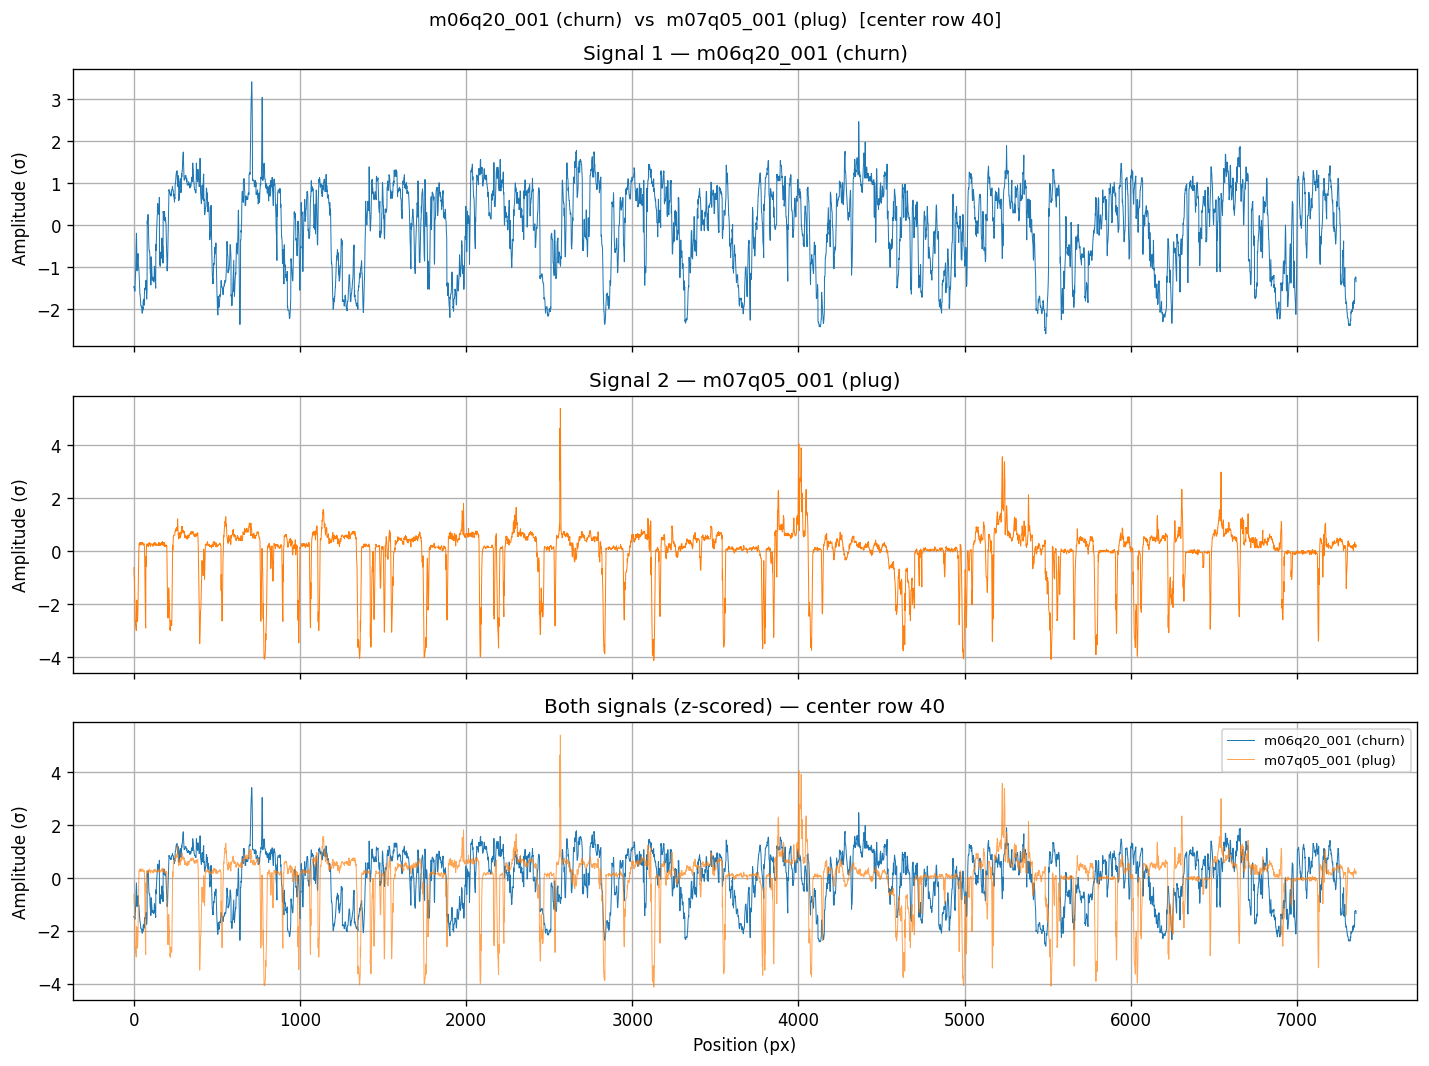 m06q20_001 (churn)  vs  m07q05_001 (plug)  [center row 40]
Signal 1 — m06q20_001 (churn)
Amplitude (σ)
3
2
1
0
−1
−2
Signal 2 — m07q05_001 (plug)
Amplitude (σ)
4
2
0
−2
−4
Both signals (z-scored) — center row 40
m06q20_001 (churn)
m07q05_001 (plug)
Amplitude (σ)
4
2
0
−2
−4
0 1000 2000 3000 4000 5000 6000 7000
Position (px)